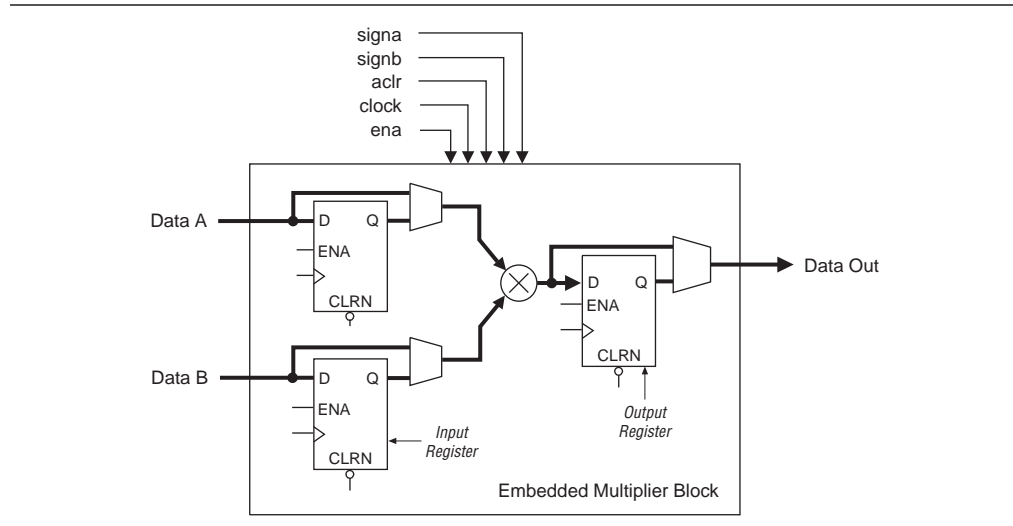 signa
signb
aclr
clock
ena
Data A
D Q
ENA
CLRN
Data B
D Q
ENA
CLRN
Input
Register
D Q
ENA
CLRN
Output
Register
Data Out
Embedded Multiplier Block